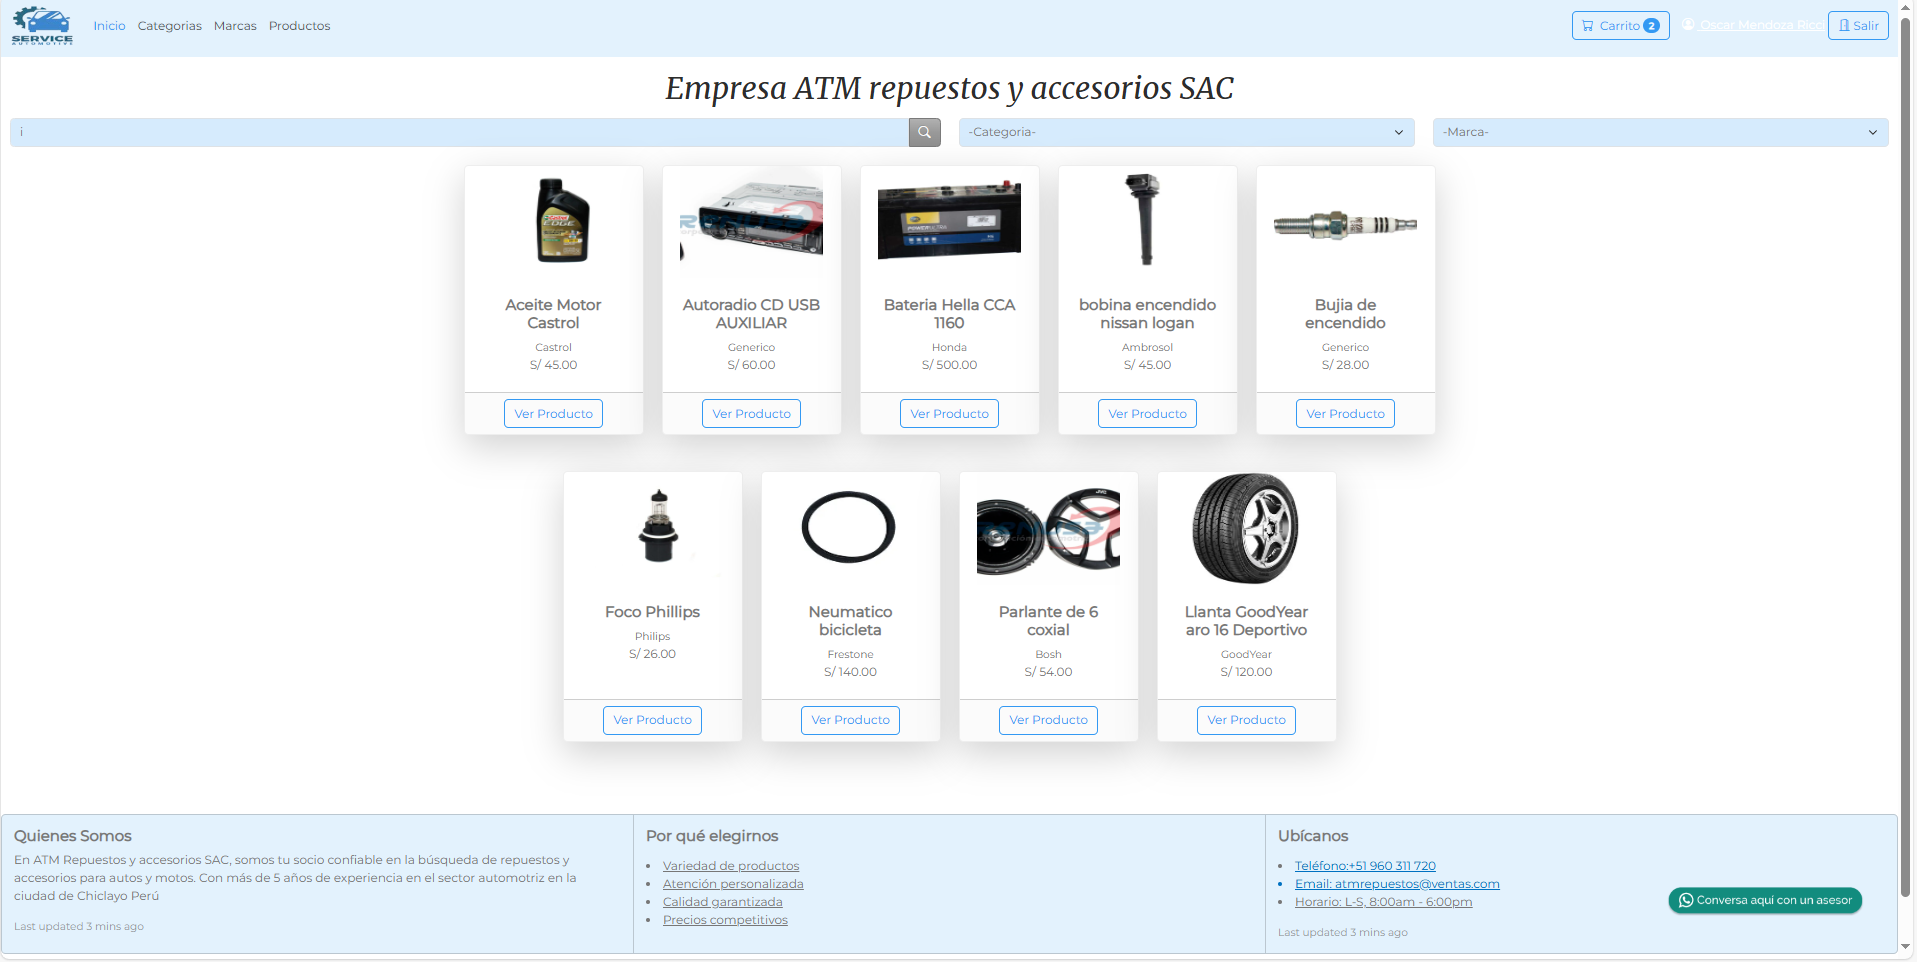 SERVICE
AUTOMOTIVE
Inicio Categorias Marcas Productos
Carrito 2
Oscar Mendoza Ricci
Salir
Empresa ATM repuestos y accesorios SAC
i
-Categoria-
-Marca-
Aceite Motor
Castrol
Castrol
S/ 45.00
Ver Producto
Autoradio CD USB
AUXILIAR
Generico
S/ 60.00
Ver Producto
Bateria Hella CCA
1160
Honda
S/ 500.00
Ver Producto
bobina encendido
nissan logan
Ambrosol
S/ 45.00
Ver Producto
Bujia de
encendido
Generico
S/ 28.00
Ver Producto
Foco Phillips
Philips
S/ 26.00
Ver Producto
Neumatico
bicicleta
Frestone
S/ 140.00
Ver Producto
Parlante de 6
coxial
Bosh
S/ 54.00
Ver Producto
Llanta GoodYear
aro 16 Deportivo
GoodYear
S/ 120.00
Ver Producto
Quienes Somos
En ATM Repuestos y accesorios SAC, somos tu socio confiable en la búsqueda de repuestos y
accesorios para autos y motos. Con más de 5 años de experiencia en el sector automotriz en la
ciudad de Chiclayo Perú
Last updated 3 mins ago
Por qué elegirnos
Variedad de productos
Atención personalizada
Calidad garantizada
Precios competitivos
Ubícanos
Teléfono:+51 960 311 720
Email: atmrepuestos@ventas.com
Horario: L-S, 8:00am - 6:00pm
Last updated 3 mins ago
Conversa aquí con un asesor